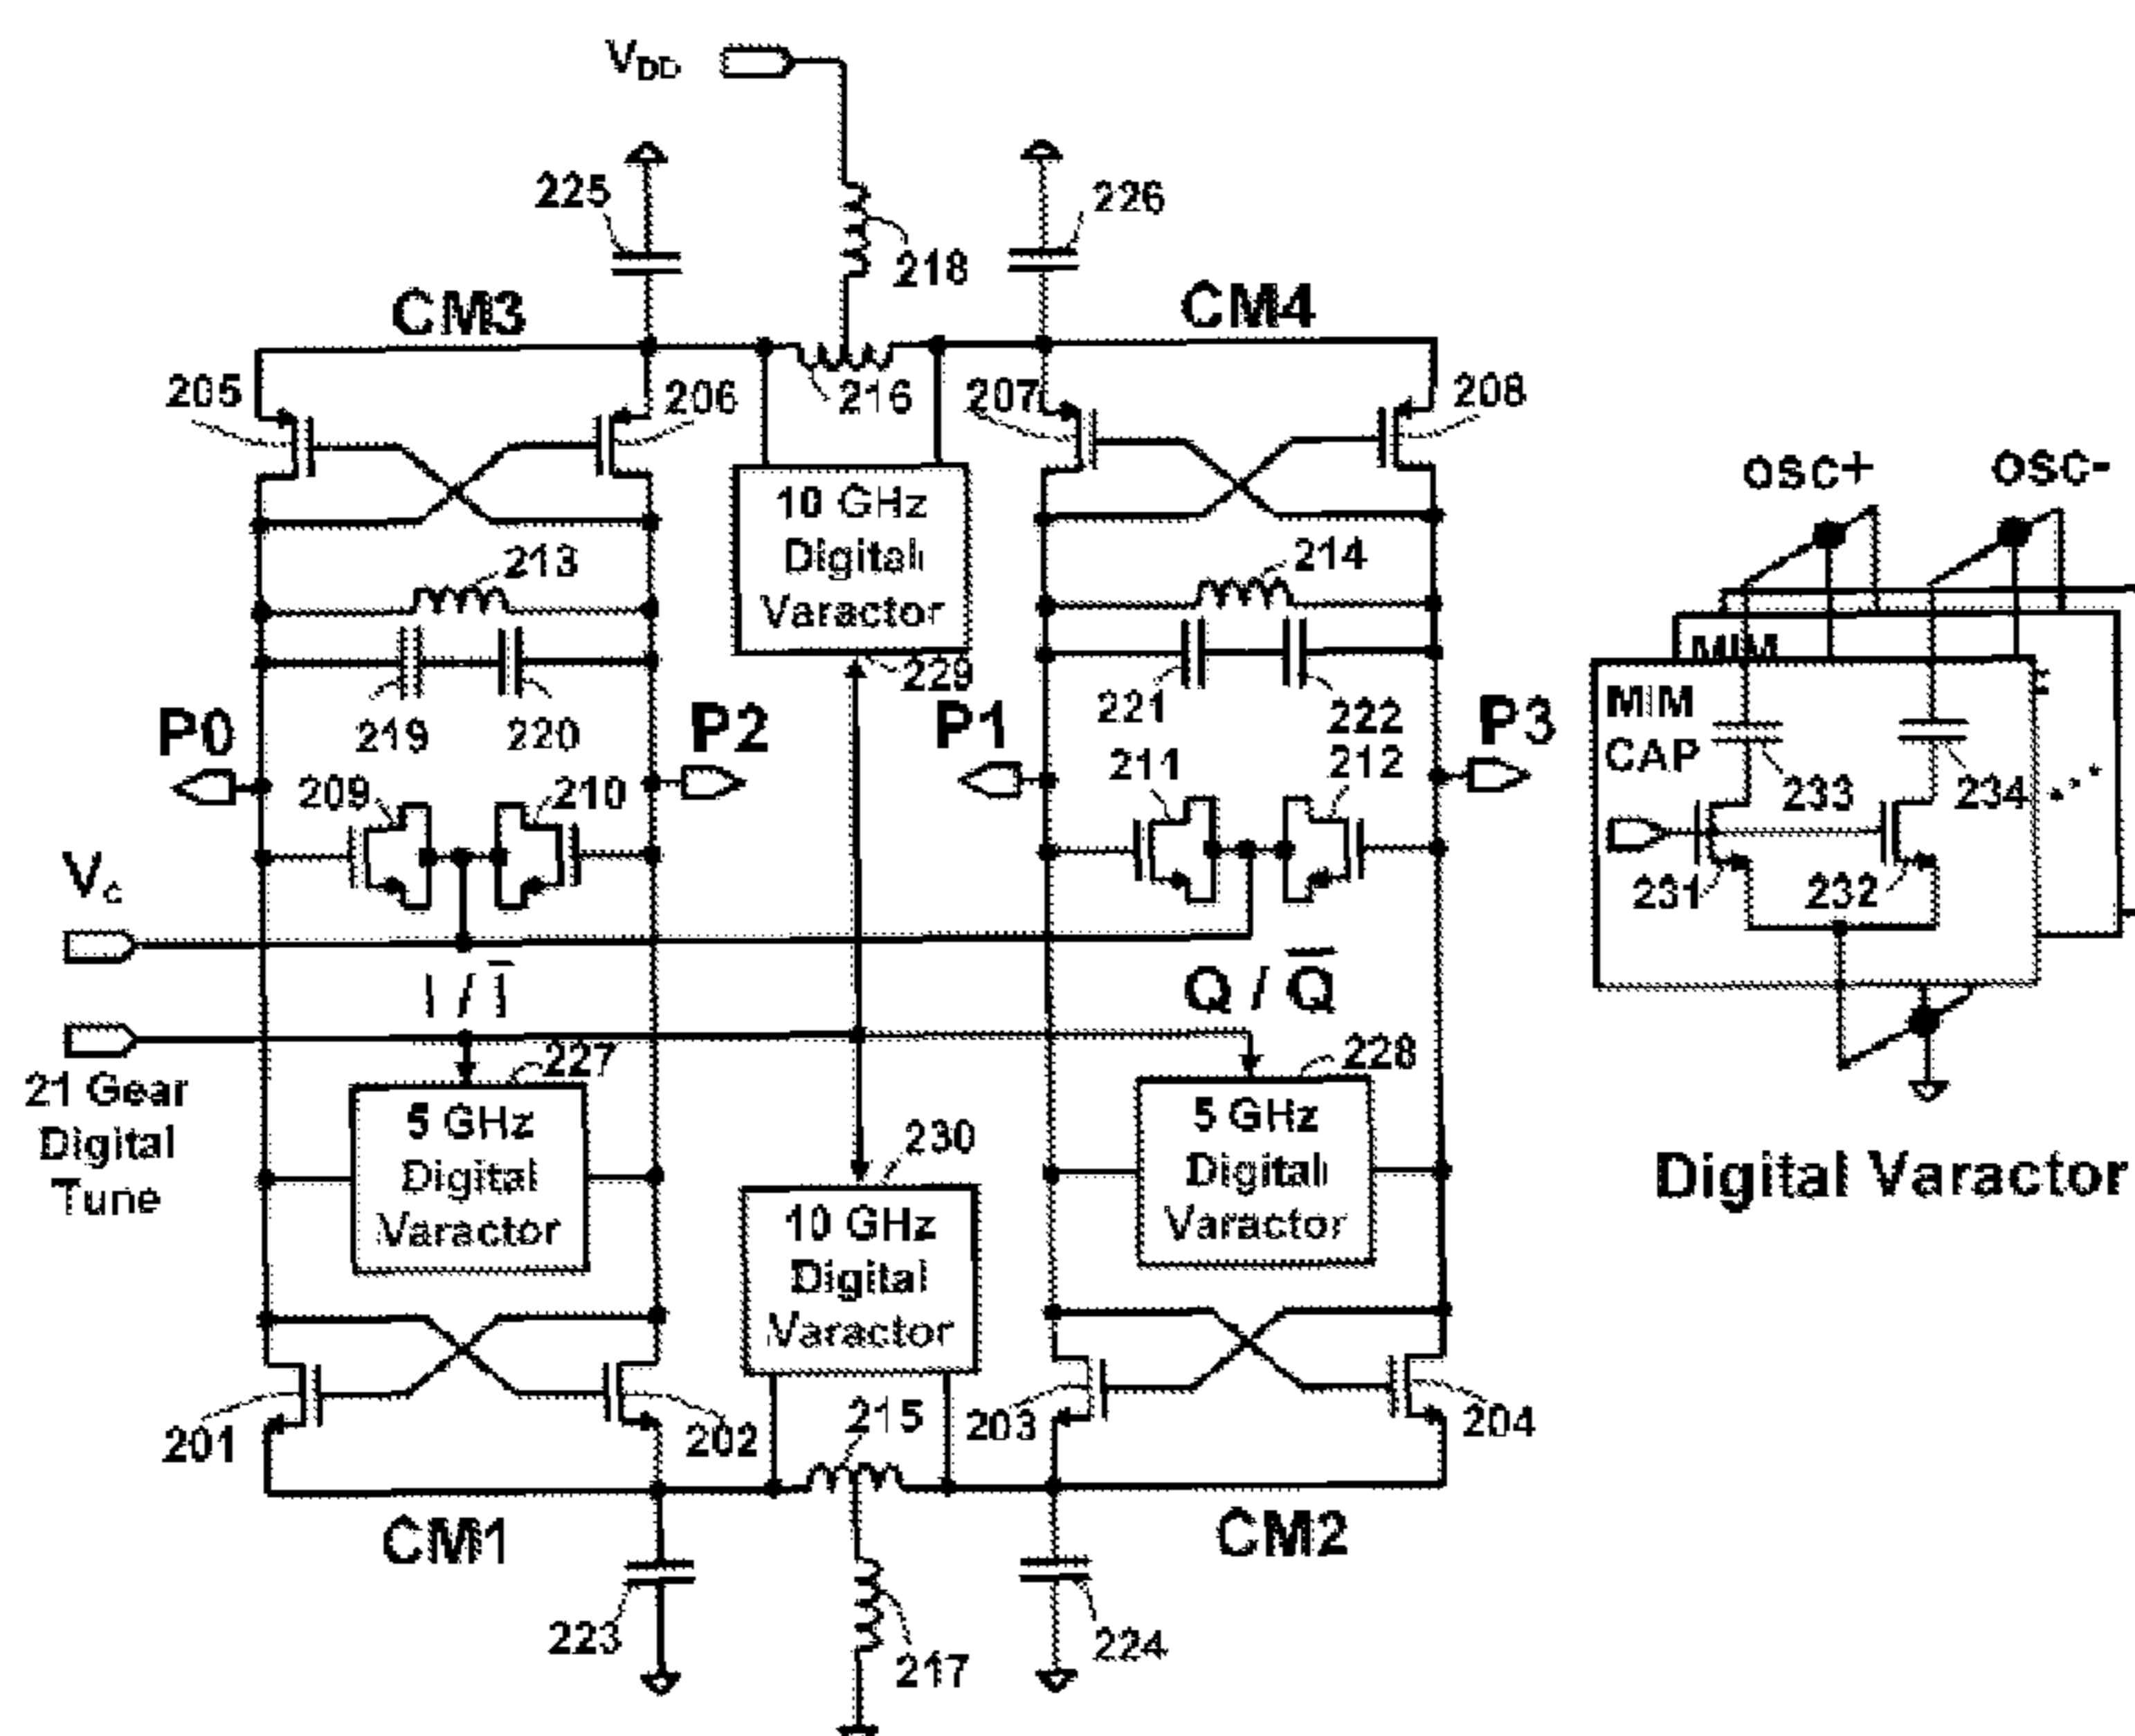 VDD
225
218
226
CM3
CM4
205
206
216
207
208
osc+
osc-
10 GHz
Digital
Varactor
229
213
214
219
220
221
222
P0
P2
P1
P3
MIM
MIM
CAP
233
234
...
209
210
211
212
231
232
Vc
I / I̅
Q / Q̅
21 Gear
Digital
Tune
227
5 GHz
Digital
Varactor
230
10 GHz
Digital
Varactor
228
5 GHz
Digital
Varactor
Digital Varactor
201
202
215
203
204
CM1
CM2
223
217
224